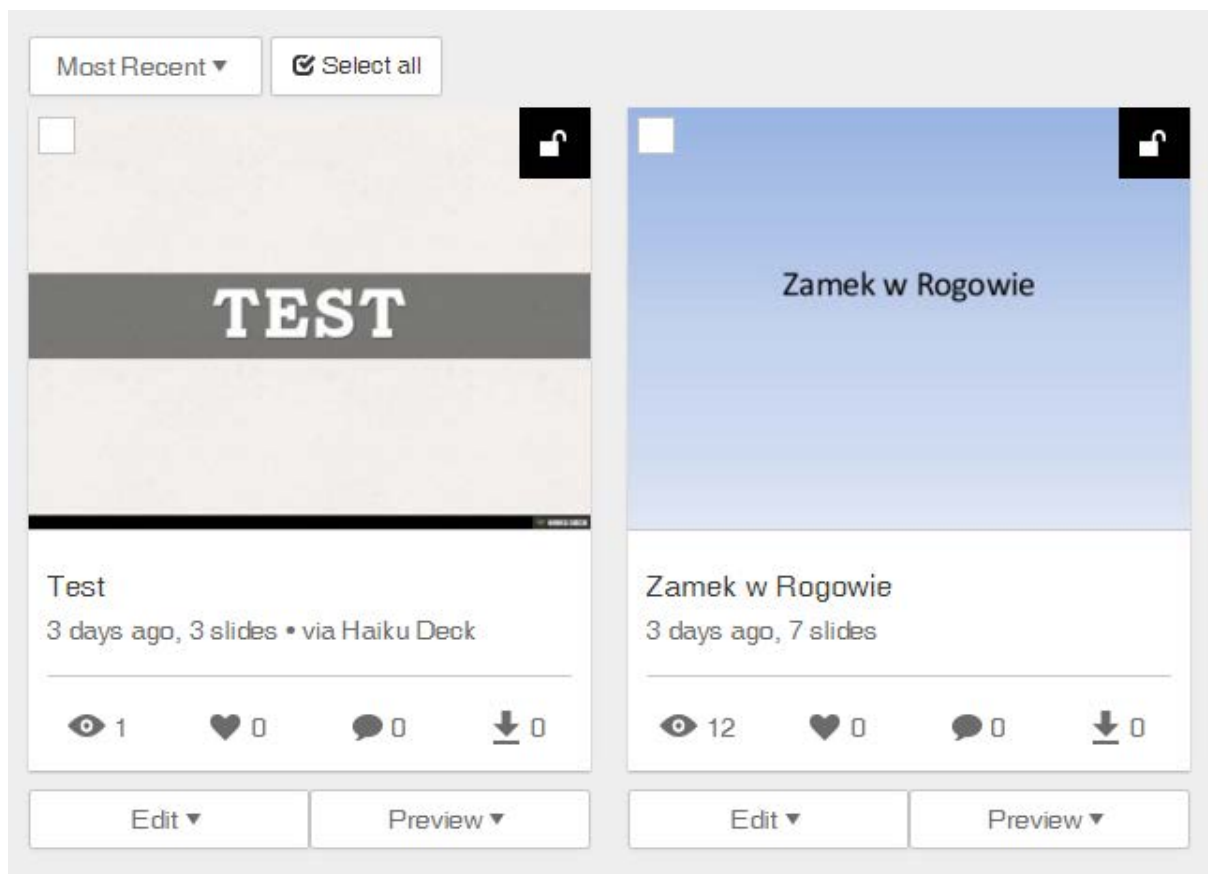 Most Recent
Select all
TEST
Zamek w Rogowie
Test
3 days ago, 3 slides • via Haiku Deck
1 0 0 0
Zamek w Rogowie
3 days ago, 7 slides
12 0 0 0
Edit Preview
Edit Preview